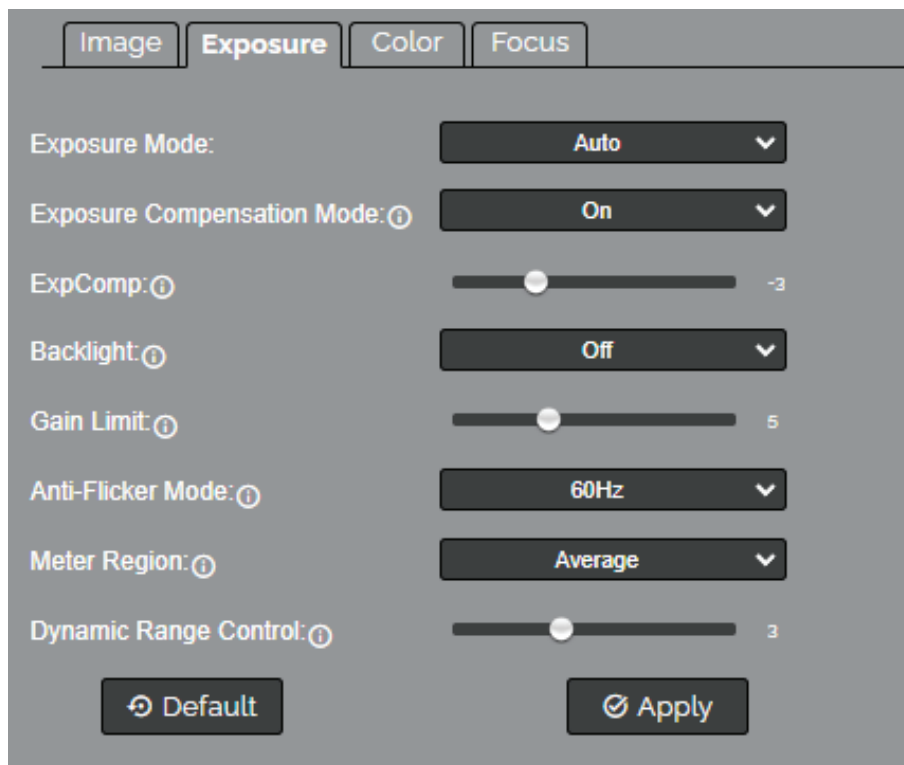 Image Exposure Color Focus
Exposure Mode: Auto
Exposure Compensation Mode: On
ExpComp: -3
Backlight: Off
Gain Limit: 5
Anti-Flicker Mode: 60Hz
Meter Region: Average
Dynamic Range Control: 3
Default Apply